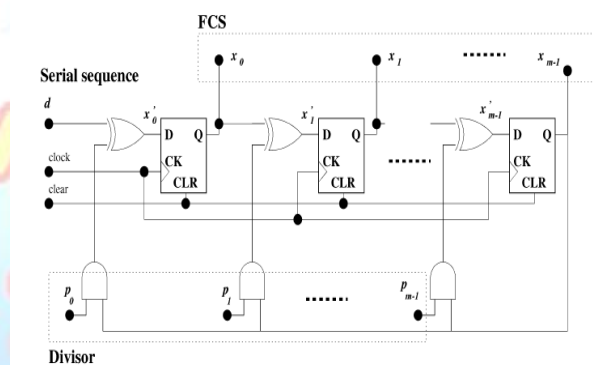 FCS
x0 x1 xm-1
Serial sequence
d x'0 x'1 x'm-1
D Q D Q D Q
clock CK CK CK
clear CLR CLR CLR
p0 p1 pm-1
Divisor